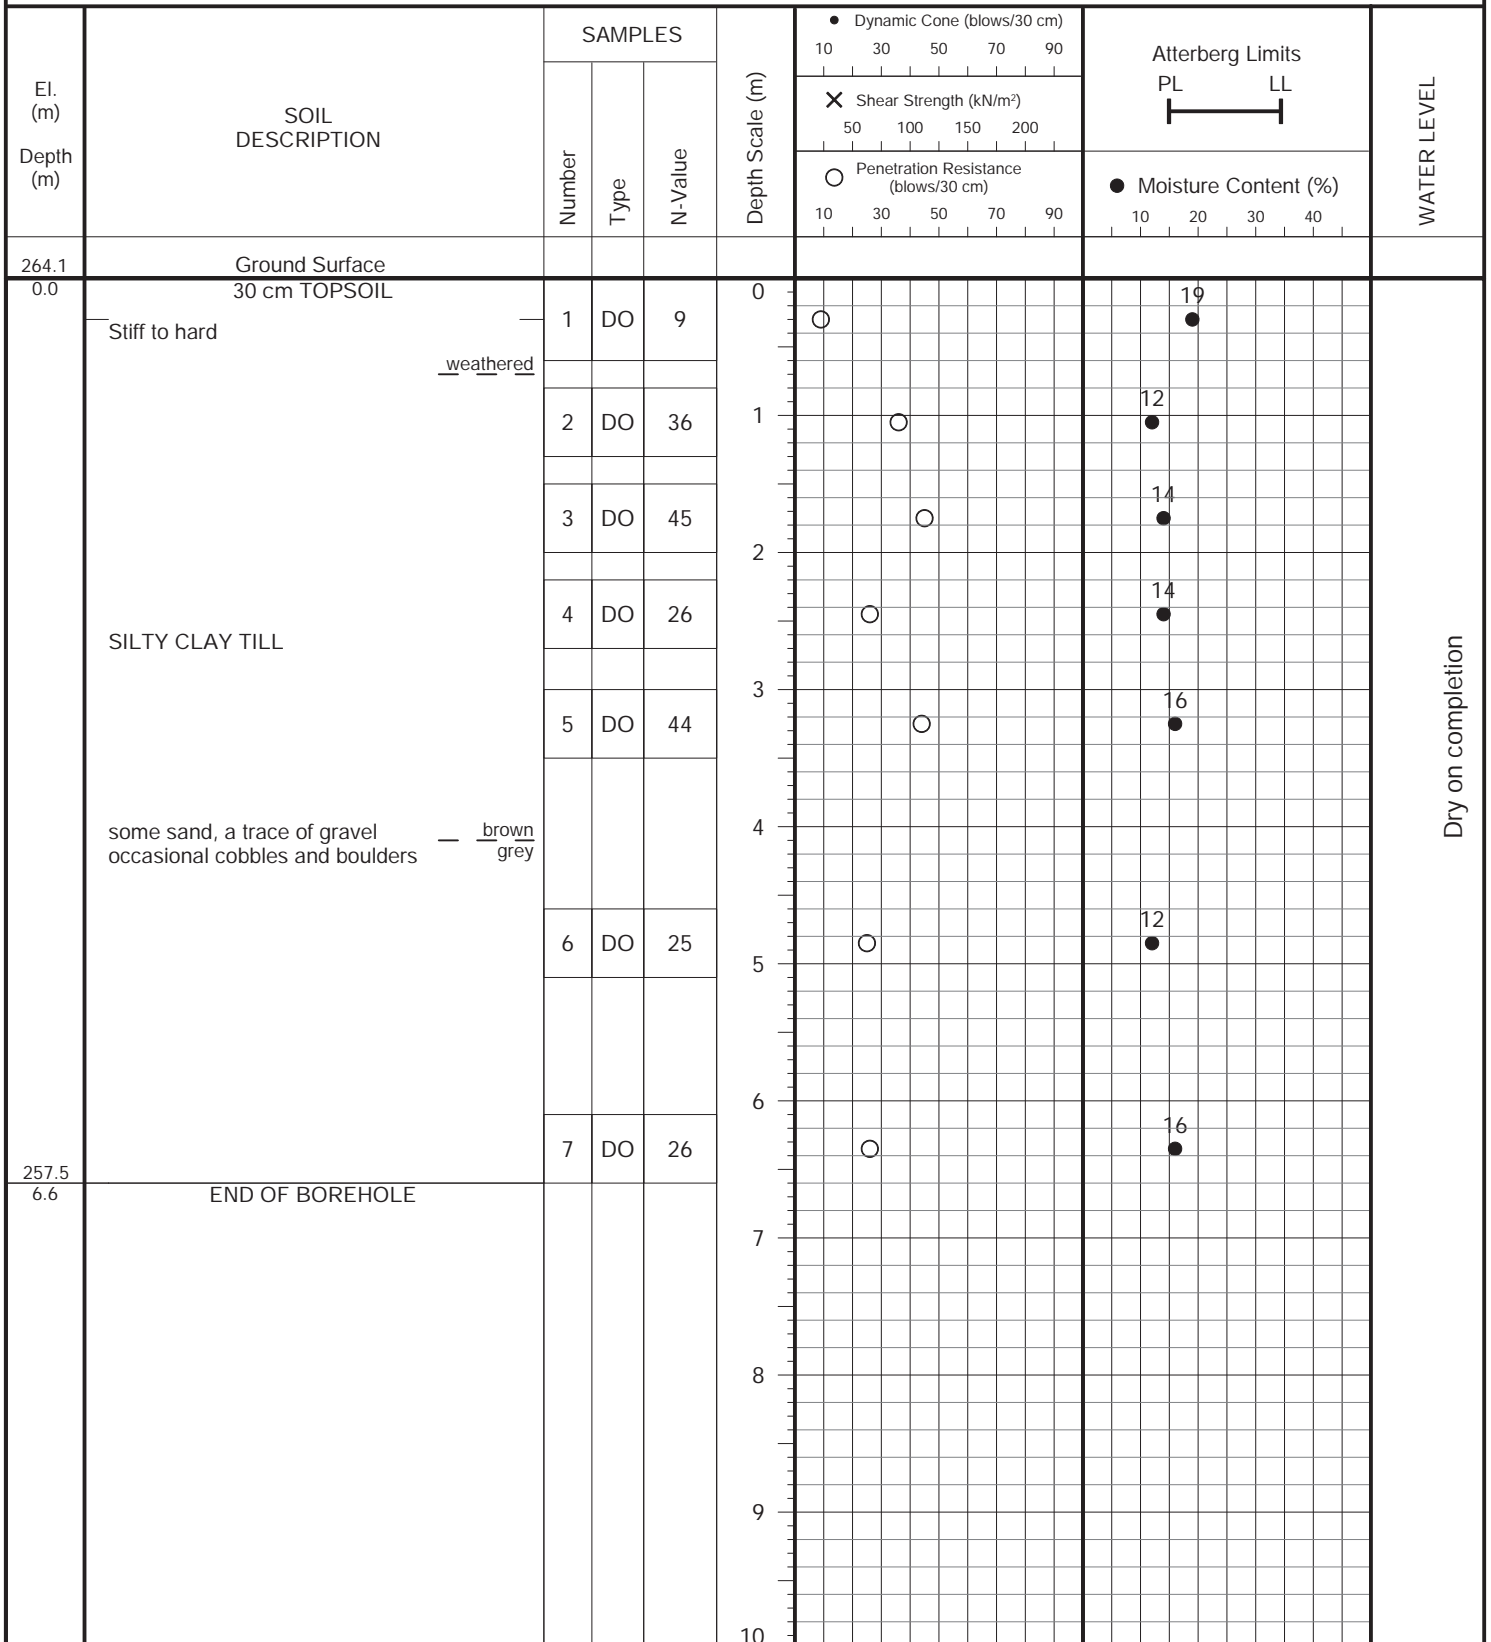 El.
(m)
Depth
(m)
SOIL
DESCRIPTION
SAMPLES
Number
Type
N-Value
Depth Scale (m)
Dynamic Cone (blows/30 cm)
10 30 50 70 90
Shear Strength (kN/m²)
50 100 150 200
Penetration Resistance
(blows/30 cm)
10 30 50 70 90
Atterberg Limits
PL LL
Moisture Content (%)
10 20 30 40
WATER LEVEL
264.1 Ground Surface
0.0 30 cm TOPSOIL 0
19
Stiff to hard 1 DO 9
weathered
12
1
2 DO 36
14
3 DO 45
2
14
4 DO 26
SILTY CLAY TILL
3
16
5 DO 44
Dry on completion
some sand, a trace of gravel brown 4
occasional cobbles and boulders grey
12
6 DO 25
5
6
16
7 DO 26
257.5
6.6 END OF BOREHOLE
7
8
9
10